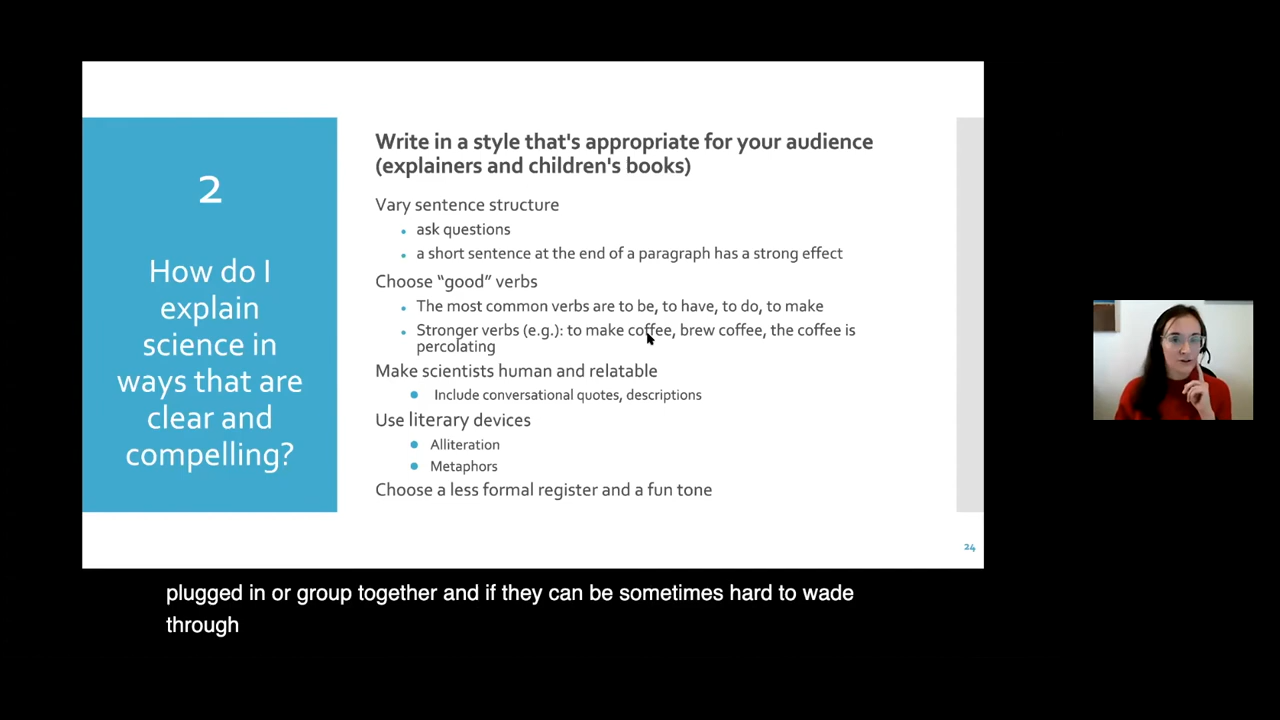 2
How do I
explain
science in
ways that are
clear and
compelling?
Write in a style that's appropriate for your audience
(explainers and children's books)
Vary sentence structure
• ask questions
• a short sentence at the end of a paragraph has a strong effect
Choose “good” verbs
• The most common verbs are to be, to have, to do, to make
• Stronger verbs (e.g.): to make coffee, brew coffee, the coffee is
percolating
Make scientists human and relatable
• Include conversational quotes, descriptions
Use literary devices
• Alliteration
• Metaphors
Choose a less formal register and a fun tone
24
plugged in or group together and if they can be sometimes hard to wade
through